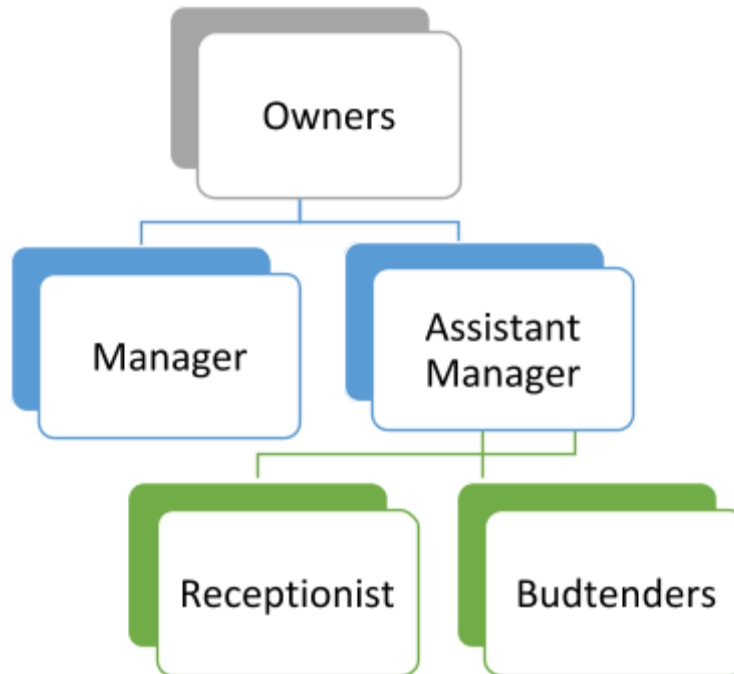 Owners
Manager
Assistant
Manager
Receptionist
Budtenders